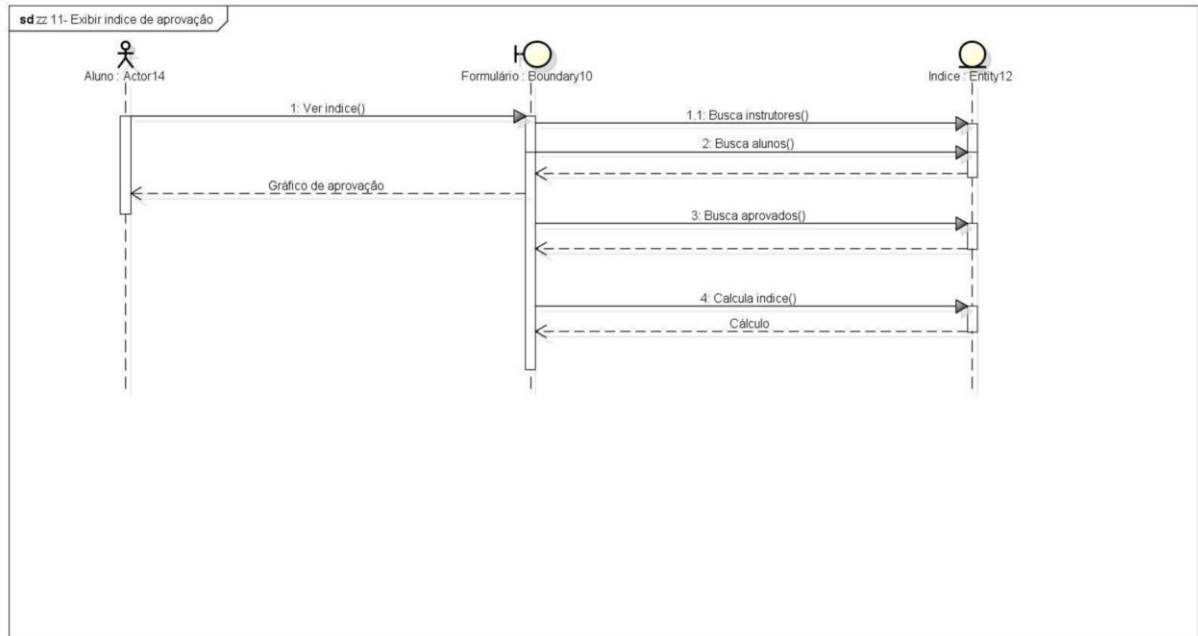 sd zz 11- Exibir indice de aprovação
Aluno : Actor14
Formulário : Boundary10
Indice : Entity12
1: Ver indice()
1.1: Busca instrutores()
2: Busca alunos()
Gráfico de aprovação
3: Busca aprovados()
4: Calcula indice()
Cálculo